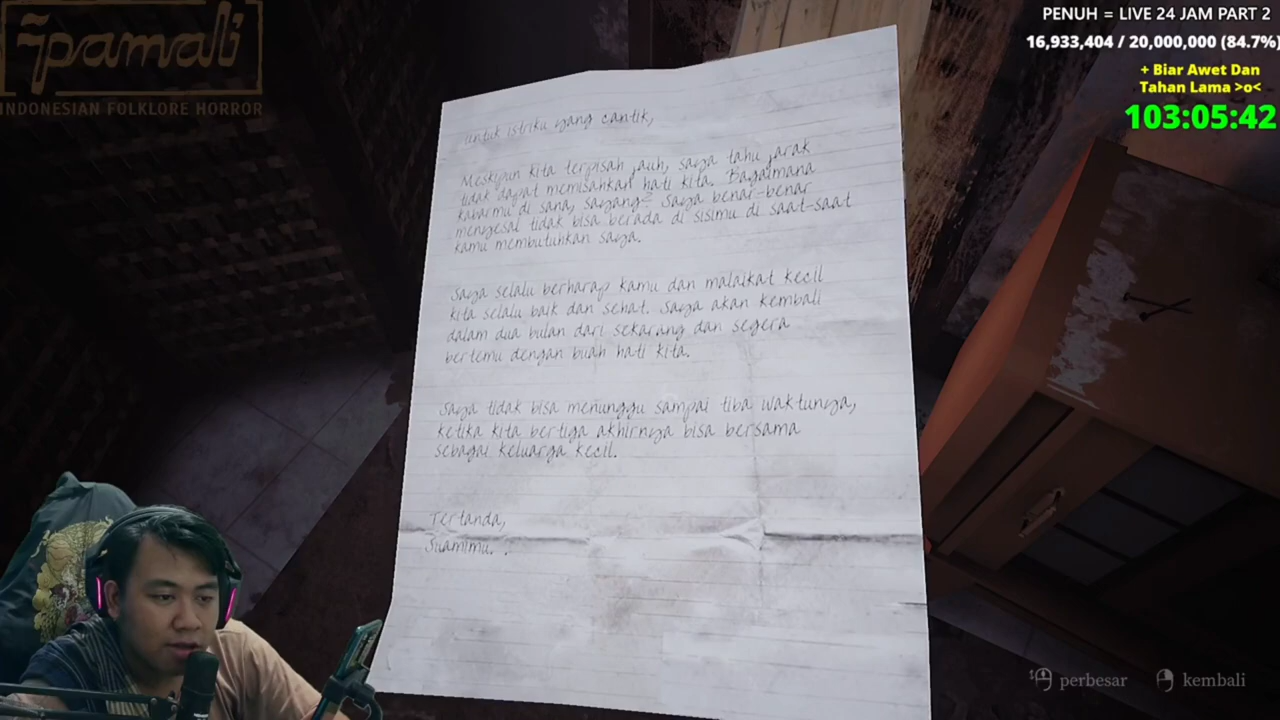 Pamali
INDONESIAN FOLKLORE HORROR
PENUH = LIVE 24 JAM PART 2
16,933,404 / 20,000,000 (84.7%)
+ Biar Awet Dan
Tahan Lama >o<
103:05:42
untuk istriku yang cantik,
Meskipun kita terpisah jauh, saya tahu jarak
tidak dapat memisahkan hati kita. Bagaimana
kabarmu di sana, sayang? Saya benar-benar
menyesal tidak bisa berada di sisimu di saat-saat
kamu membutuhkan saya.
Saya selalu berharap kamu dan malaikat kecil
kita selalu baik dan sehat. Saya akan kembali
dalam dua bulan dari sekarang dan segera
bertemu dengan buah hati kita.
Saya tidak bisa menunggu sampai tiba waktunya,
ketika kita bertiga akhirnya bisa bersama
sebagai keluarga kecil.
Tertanda,
Suamimu.
perbesar
kembali